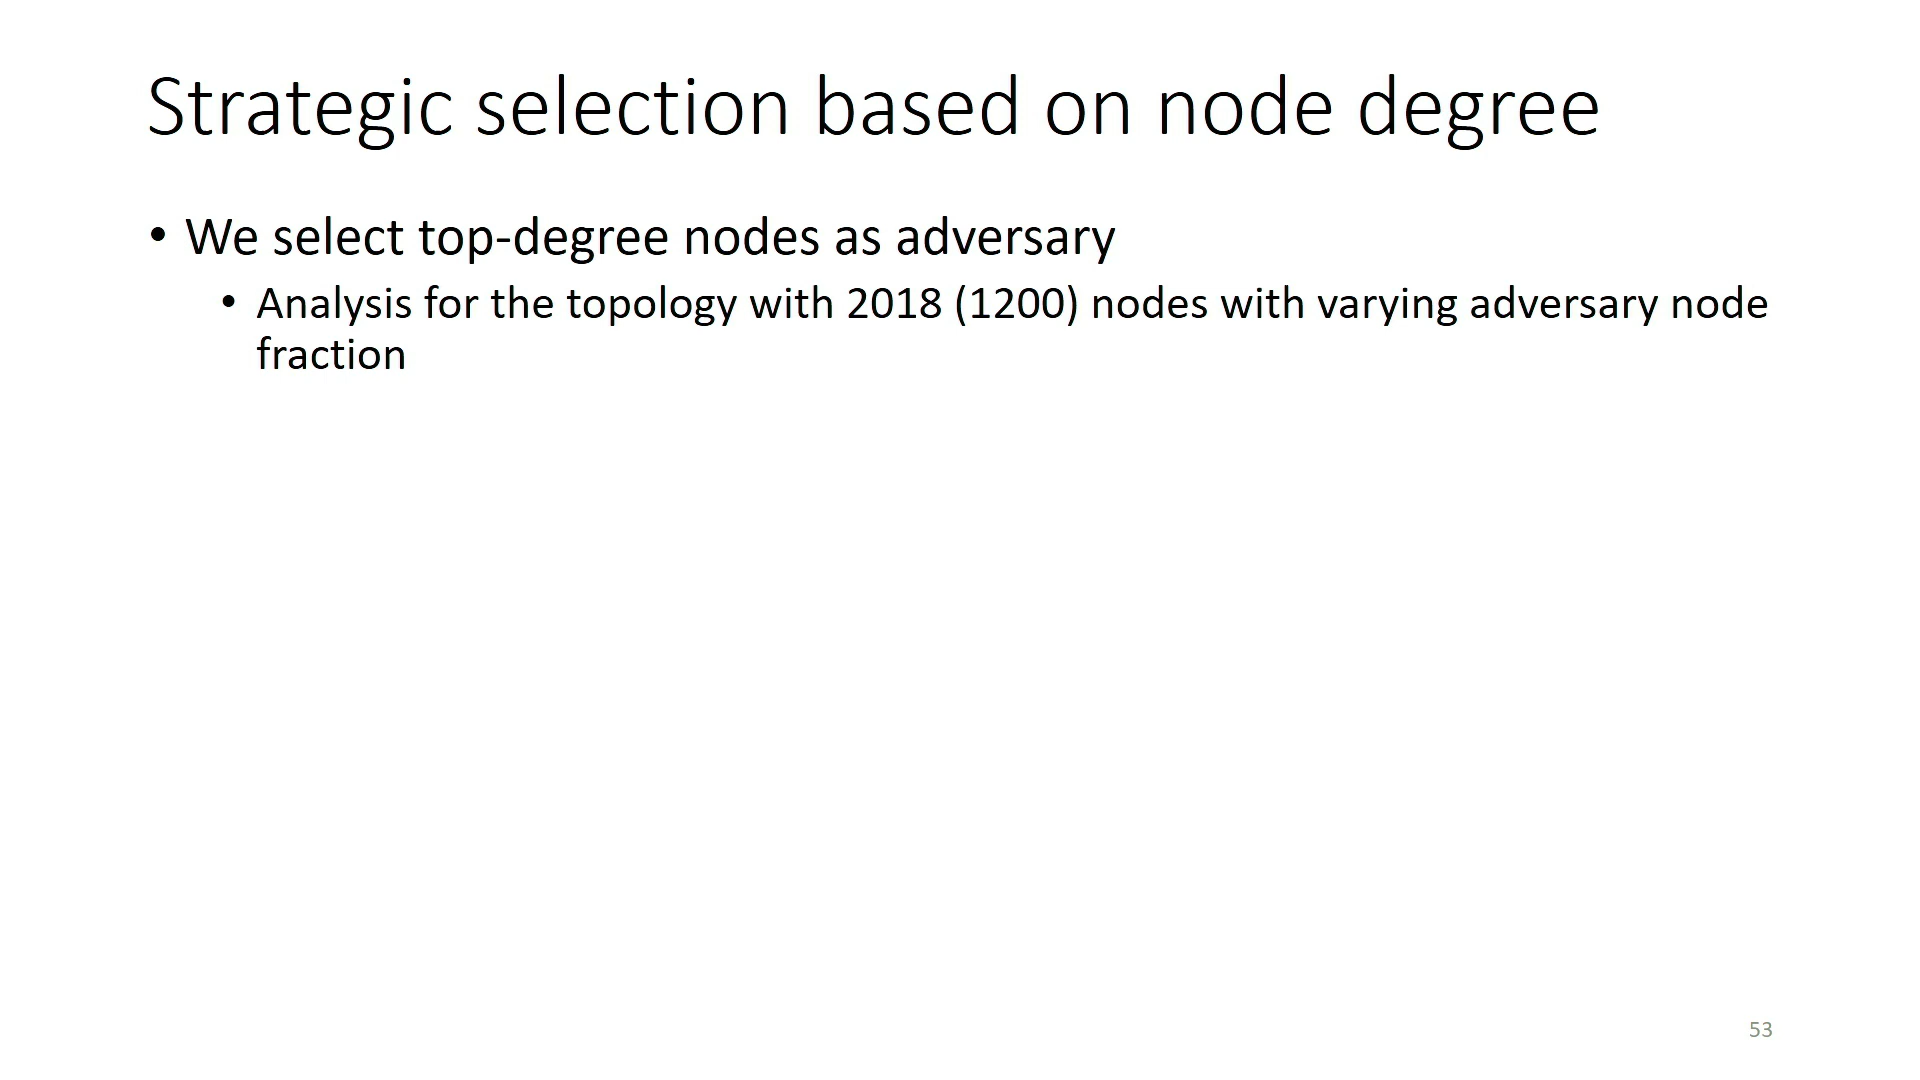 Strategic selection based on node degree
• We select top-degree nodes as adversary
• Analysis for the topology with 2018 (1200) nodes with varying adversary node
fraction
53